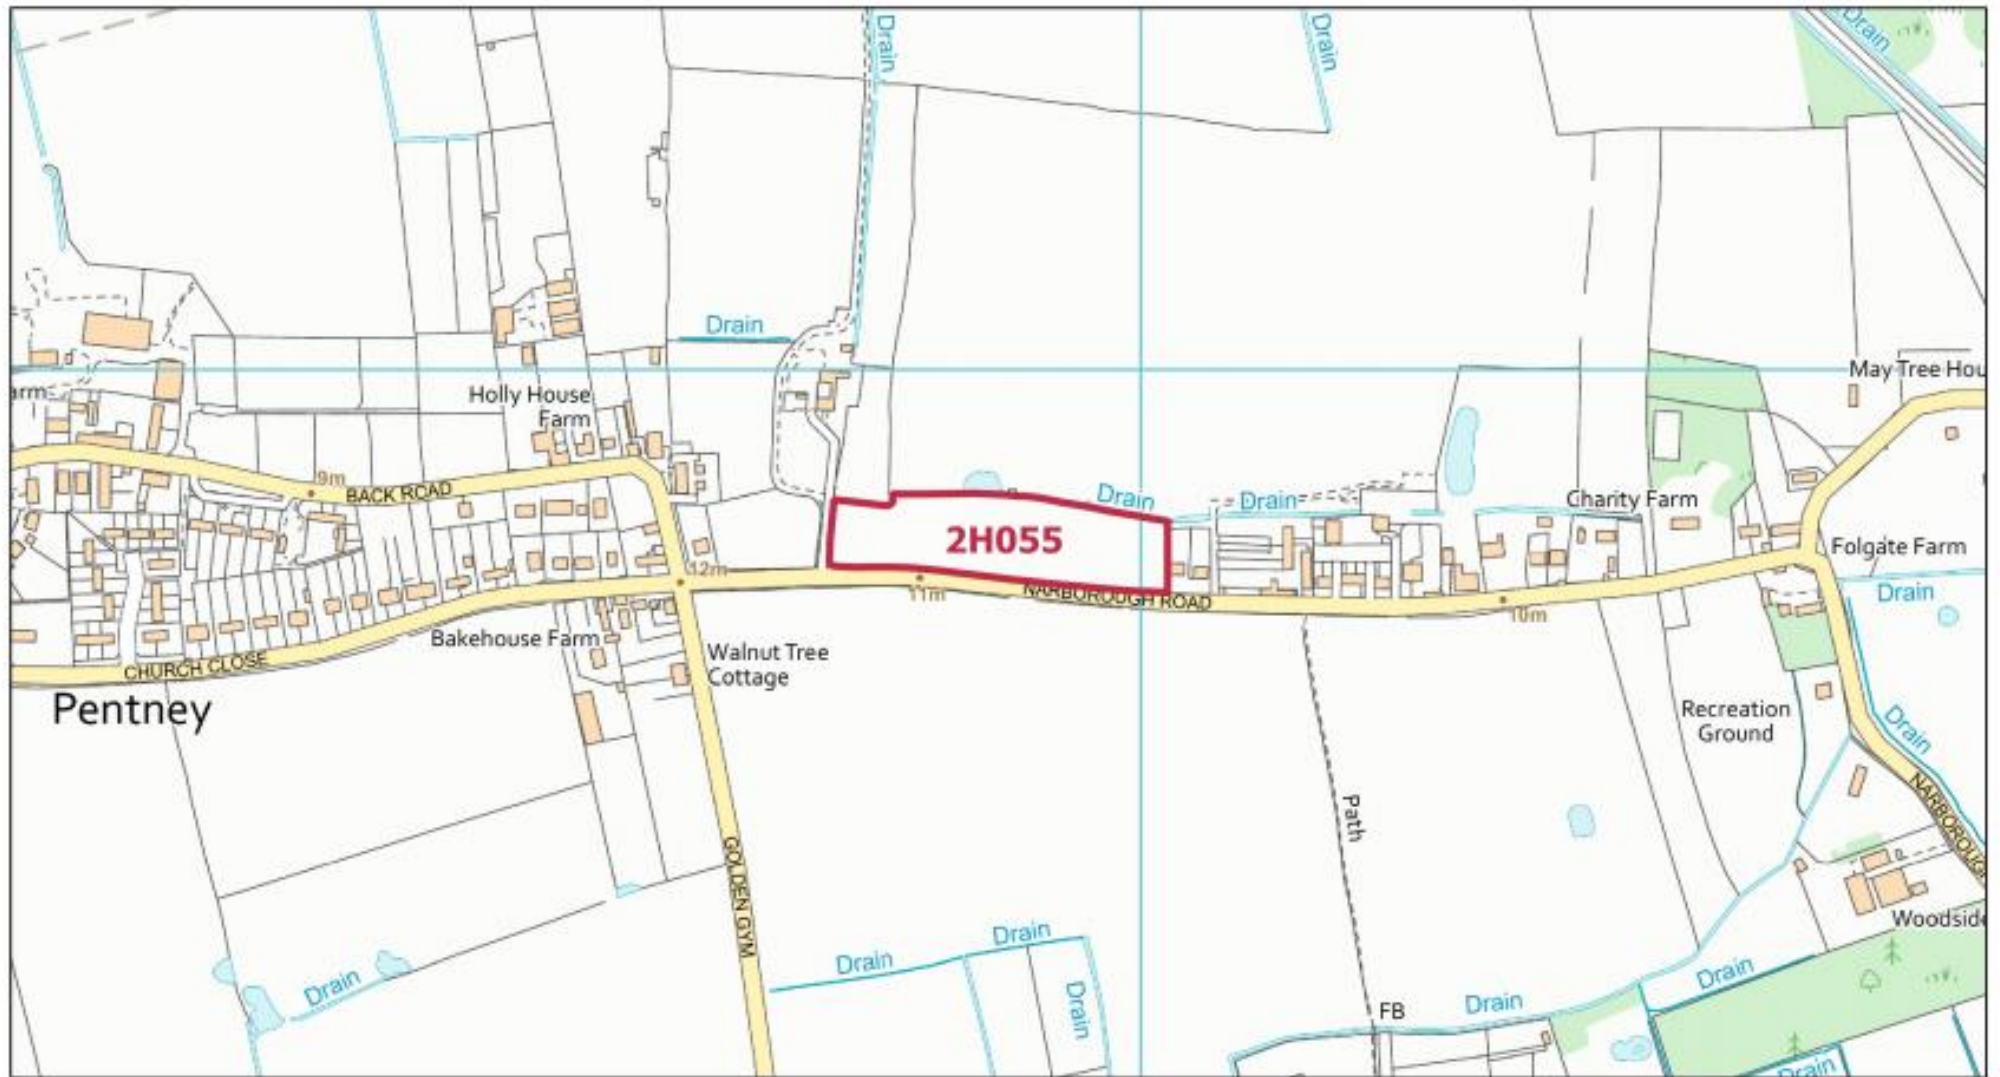 Drain
Drain
Drain
Drain
Holly House
Farm
arm
May Tree Hou
9m
BACK ROAD
Drain
Drain
Charity Farm
2H055
Folgate Farm
12m
11m
NARBOROUGH ROAD
10m
Drain
Bakehouse Farm
Walnut Tree
Cottage
CHURCH CLOSE
Pentney
Recreation
Ground
Drain
NARBOROUG
Path
GOLDEN GYM
Woodside
Drain
Drain
Drain
Drain
Drain
FB
Drain
Drain